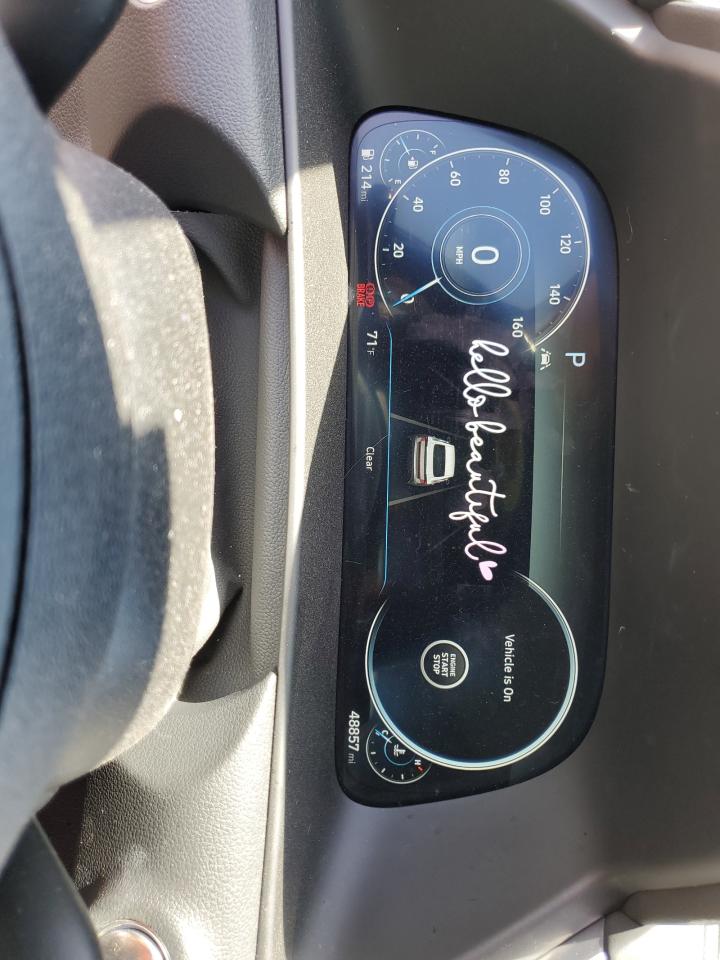 P
20
40
60
80
100
120
140
160
0
MPH
F
E
214 mi
BRAKE
hello beautiful
71°F
Clear
Vehicle is On
ENGINE
START
STOP
C
H
48857 mi